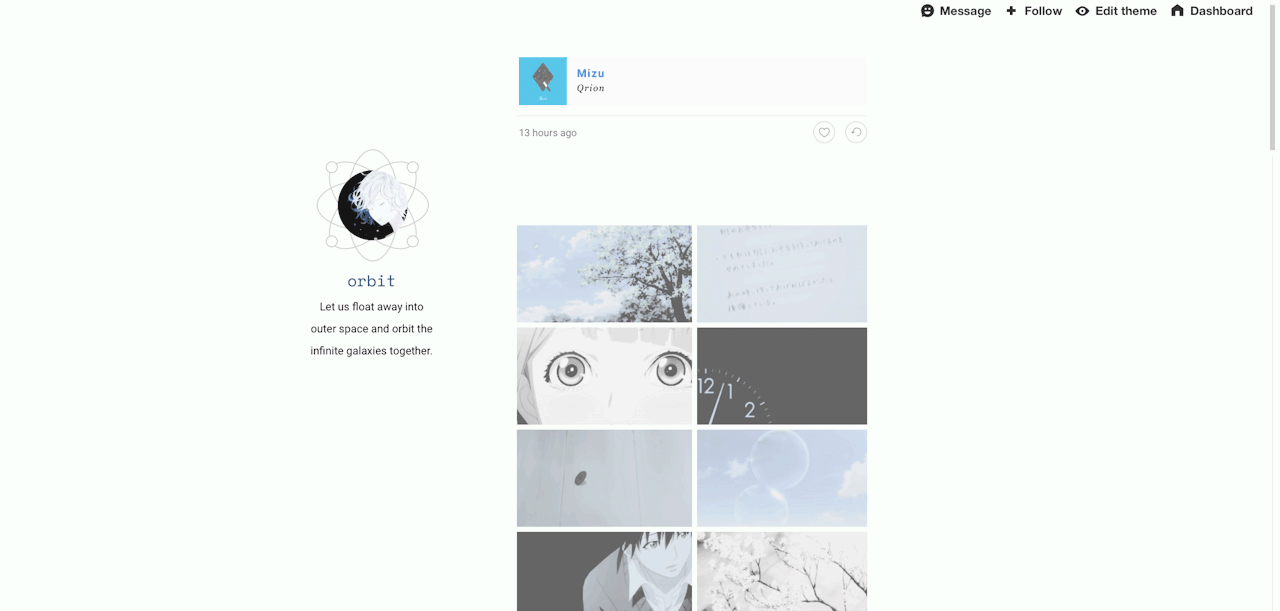 Message
Follow
Edit theme
Dashboard
Mizu
Qrion
13 hours ago
orbit
Let us float away into
outer space and orbit the
infinite galaxies together.
12
1
2